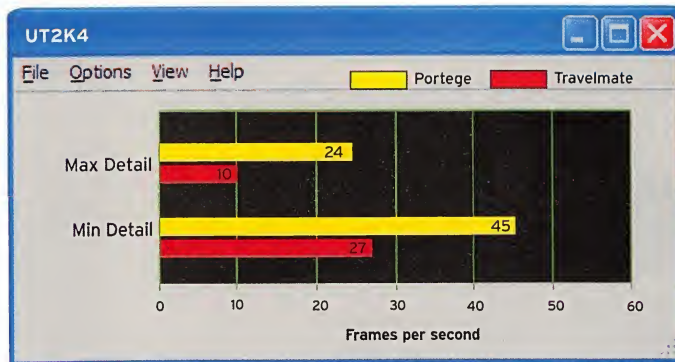 UT2K4
File Options View Help
Portege Travelmate
Max Detail
24
10
Min Detail
45
27
0 10 20 30 40 50 60
Frames per second